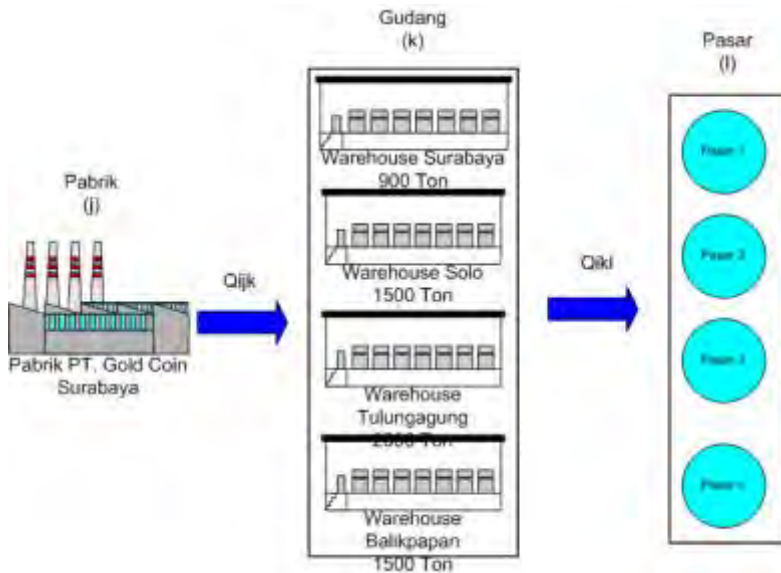 Gudang
(k)
Pasar
(l)
Pabrik
(j)
Pabrik PT. Gold Coin
Surabaya
Qijk
Warehouse Surabaya
900 Ton
Warehouse Solo
1500 Ton
Warehouse
Tulungagung
Ton
Warehouse
Balikpapan
1500 Ton
Qikl
Pasar 1
Pasar 2
Pasar 3
Pasar